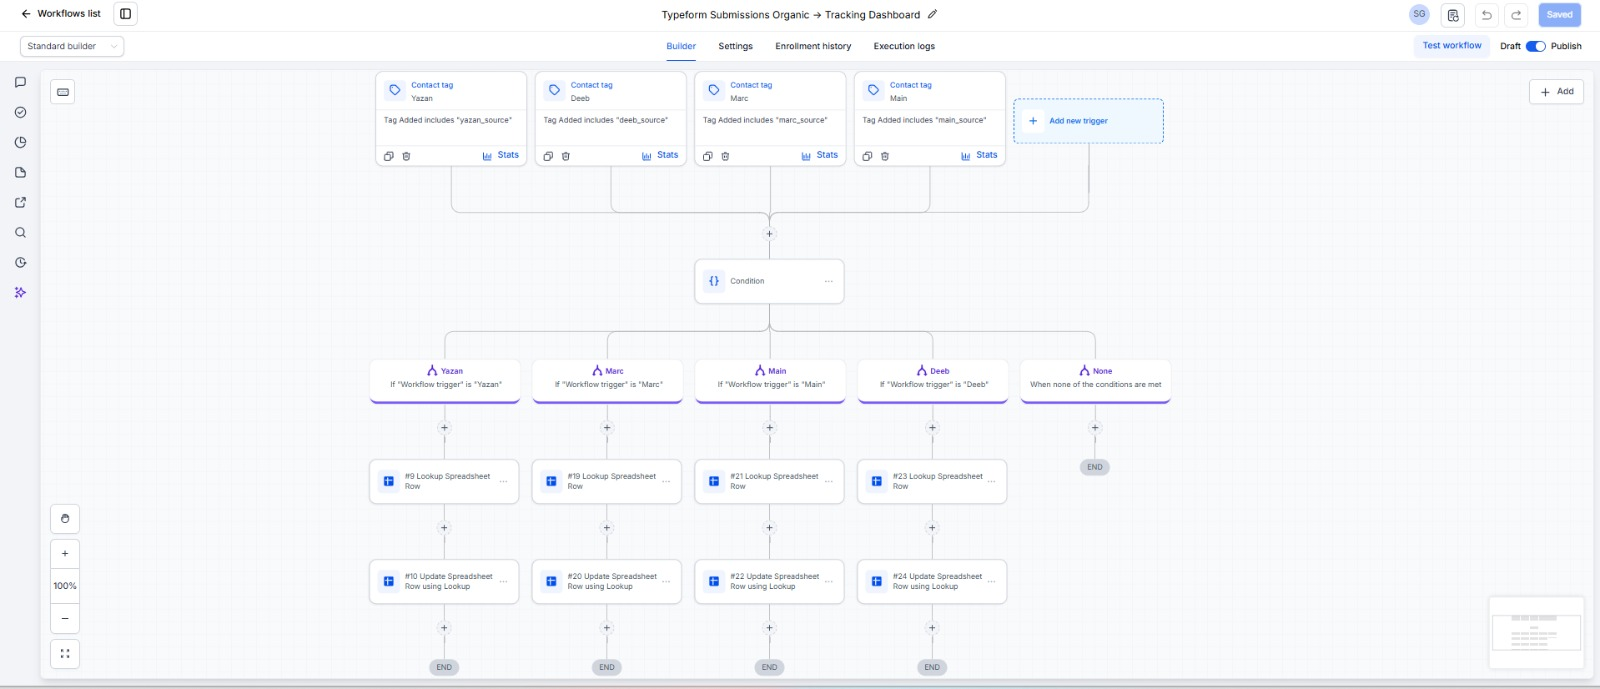 Workflows list
Typeform Submissions Organic → Tracking Dashboard
SG
Saved
Standard builder
Builder
Settings
Enrollment history
Execution logs
Test workflow
Draft
Publish
Add
Contact tag
Yazan
Tag Added includes "yazan_source"
Stats
Contact tag
Deeb
Tag Added includes "deeb_source"
Stats
Contact tag
Marc
Tag Added includes "marc_source"
Stats
Contact tag
Main
Tag Added includes "main_source"
Stats
Add new trigger
Condition
Yazan
If "Workflow trigger" is "Yazan"
Marc
If "Workflow trigger" is "Marc"
Main
If "Workflow trigger" is "Main"
Deeb
If "Workflow trigger" is "Deeb"
None
When none of the conditions are met
#9 Lookup Spreadsheet
Row
#19 Lookup Spreadsheet
Row
#21 Lookup Spreadsheet
Row
#23 Lookup Spreadsheet
Row
END
#10 Update Spreadsheet
Row using Lookup
#20 Update Spreadsheet
Row using Lookup
#22 Update Spreadsheet
Row using Lookup
#24 Update Spreadsheet
Row using Lookup
100%
END
END
END
END